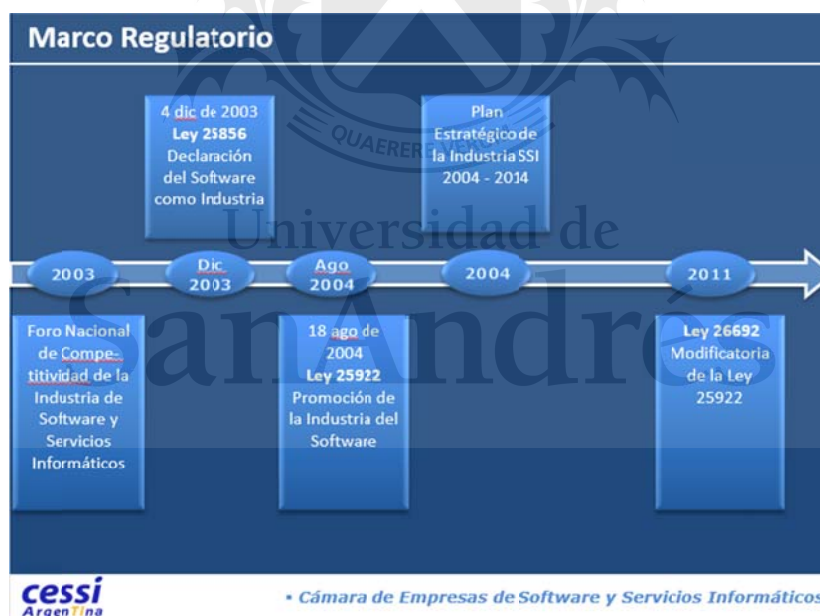 Marco Regulatorio
4 dic de 2003
Ley 25856
Declaración
del Software
como Industria
Plan
Estratégico de
la Industria SSI
2004 - 2014
QUAERERE VERUM
Universidad de
SanAndrés
2003
Dic
2003
Ago
2004
2004
2011
Foro Nacional
de Compe-
titividad de la
Industria de
Software y
Servicios
Informáticos
18 ago de
2004
Ley 25922
Promoción de
la Industria del
Software
Ley 26692
Modificatoria
de la Ley
25922
cessi
ArgenTina
• Cámara de Empresas de Software y Servicios Informáticos